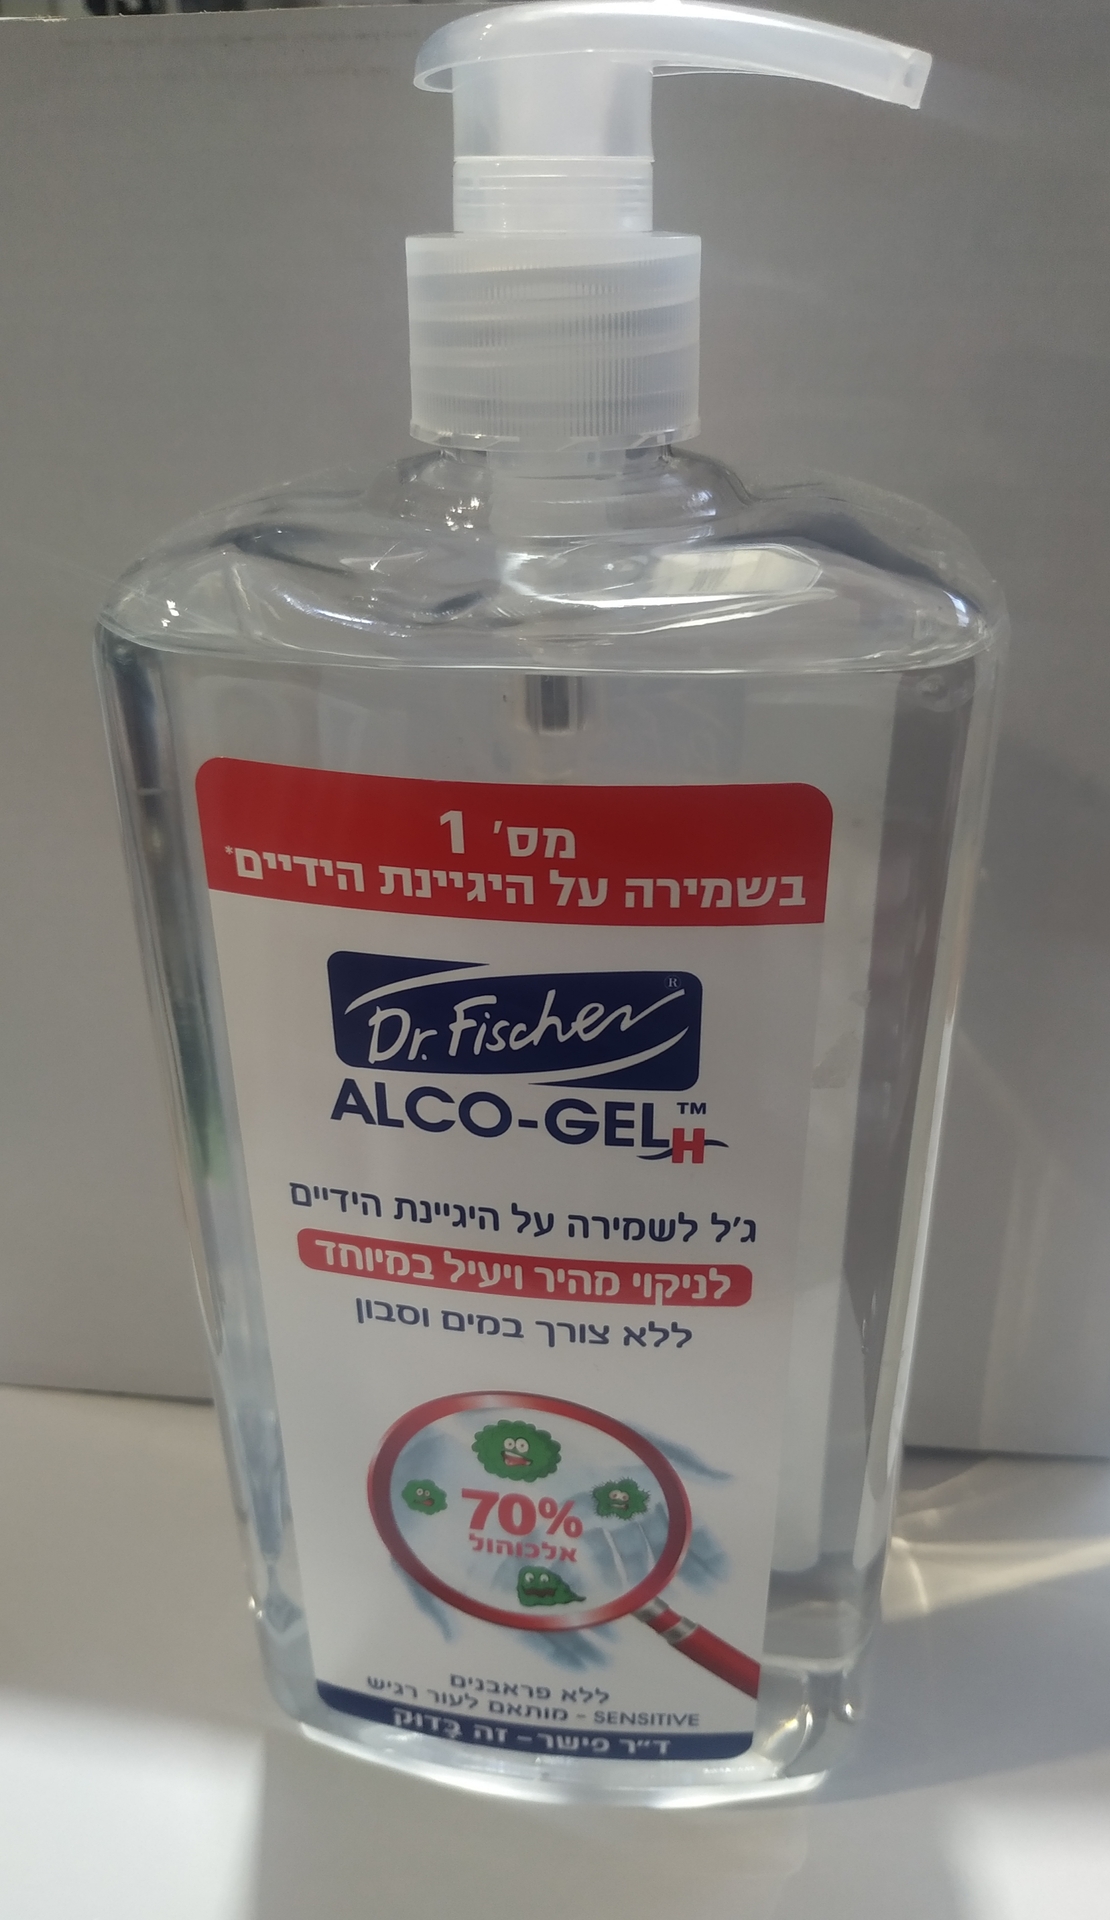 מס' 1
בשמירה על היגיינת הידיים*
Dr. Fischer®
ALCO-GEL™
H
ג'ל לשמירה על היגיינת הידיים
לניקוי מהיר ויעיל במיוחד
ללא צורך במים וסבון
70%
אלכוהול
ללא פראבנים
SENSITIVE - מותאם לעור רגיש
ד"ר פישר - זה בָּדוּק